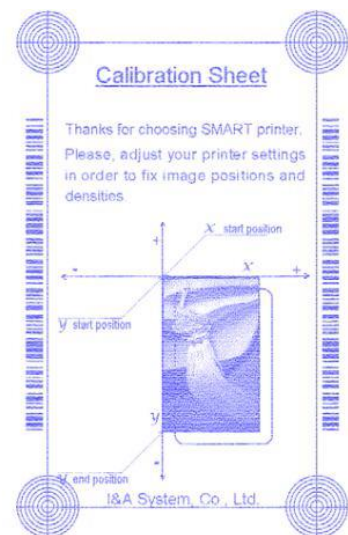 Calibration Sheet
Thanks for choosing SMART printer.
Please, adjust your printer settings
in order to fix image positions and
densities
+
x start position
- x +
y start position
y
-
y end position
I&A System, Co., Ltd.